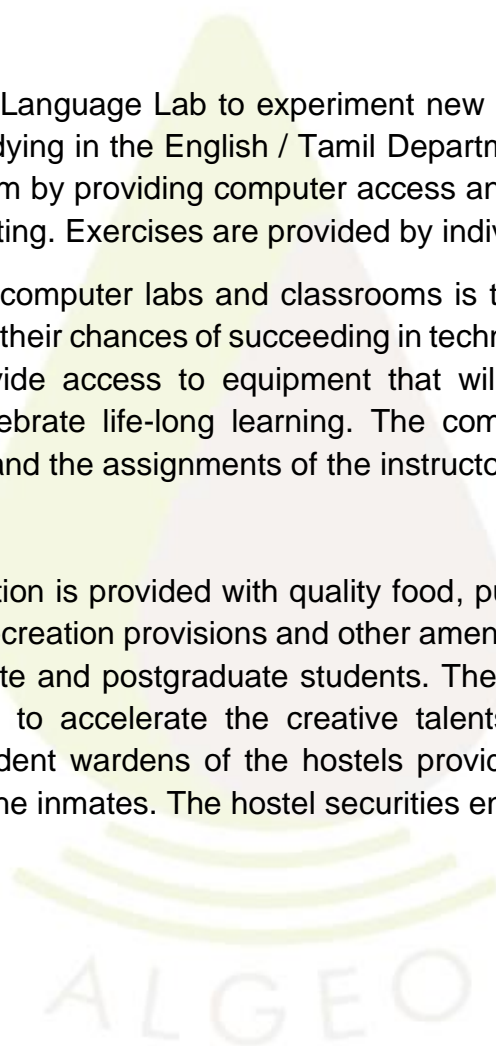 Language Lab to experiment new
dying in the English / Tamil Departm
m by providing computer access an
ting. Exercises are provided by indiv
computer labs and classrooms is t
their chances of succeeding in techn
vide access to equipment that wil
ebrate life-long learning. The com
and the assignments of the instructo
tion is provided with quality food, pu
creation provisions and other amen
te and postgraduate students. The
to accelerate the creative talents
dent wardens of the hostels provid
ne inmates. The hostel securities en
ALGEO